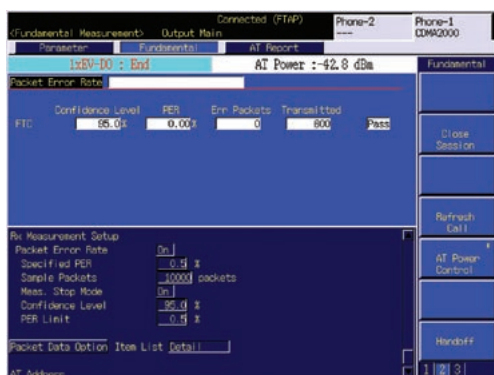 Connected (FTAP)
<Fundamental Measurement> Output Main
Phone-2
---
Phone-1
CDMA2000
Parameter Fundamental AT Report
1xEV-DO : End AT Power :-42.8 dBm
Fundamental
Packet Error Rate
Confidence Level PER Err Packets Transmitted
FTC 95.0% 0.00% 0 600 Pass
Close
Session
Refresh
Call
AT Power
Control
Handoff
Rx Measurement Setup
Packet Error Rate On
Specified PER 0.5 %
Sample Packets 10000 packets
Meas. Stop Mode On
Confidence Level 95.0 %
PER Limit 0.5 %
Packet Data Option Item List Detail
AT Address
1 2 3